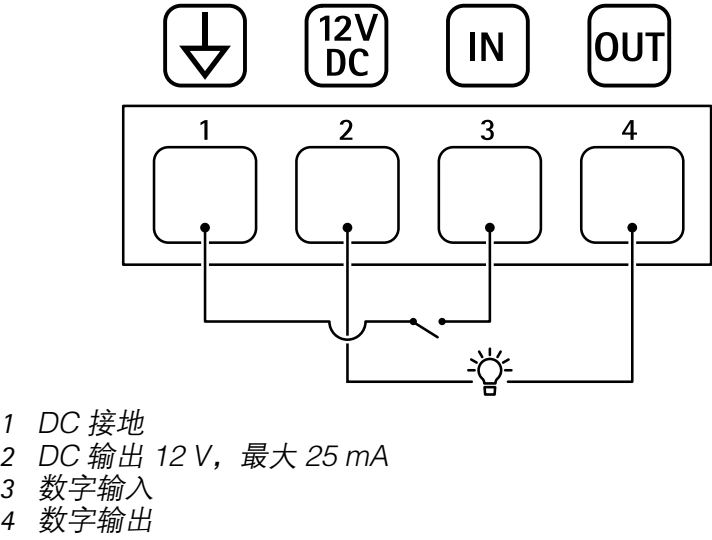 12V DC IN OUT
1 2 3 4
1 DC 接地
2 DC 输出 12 V，最大 25 mA
3 数字输入
4 数字输出